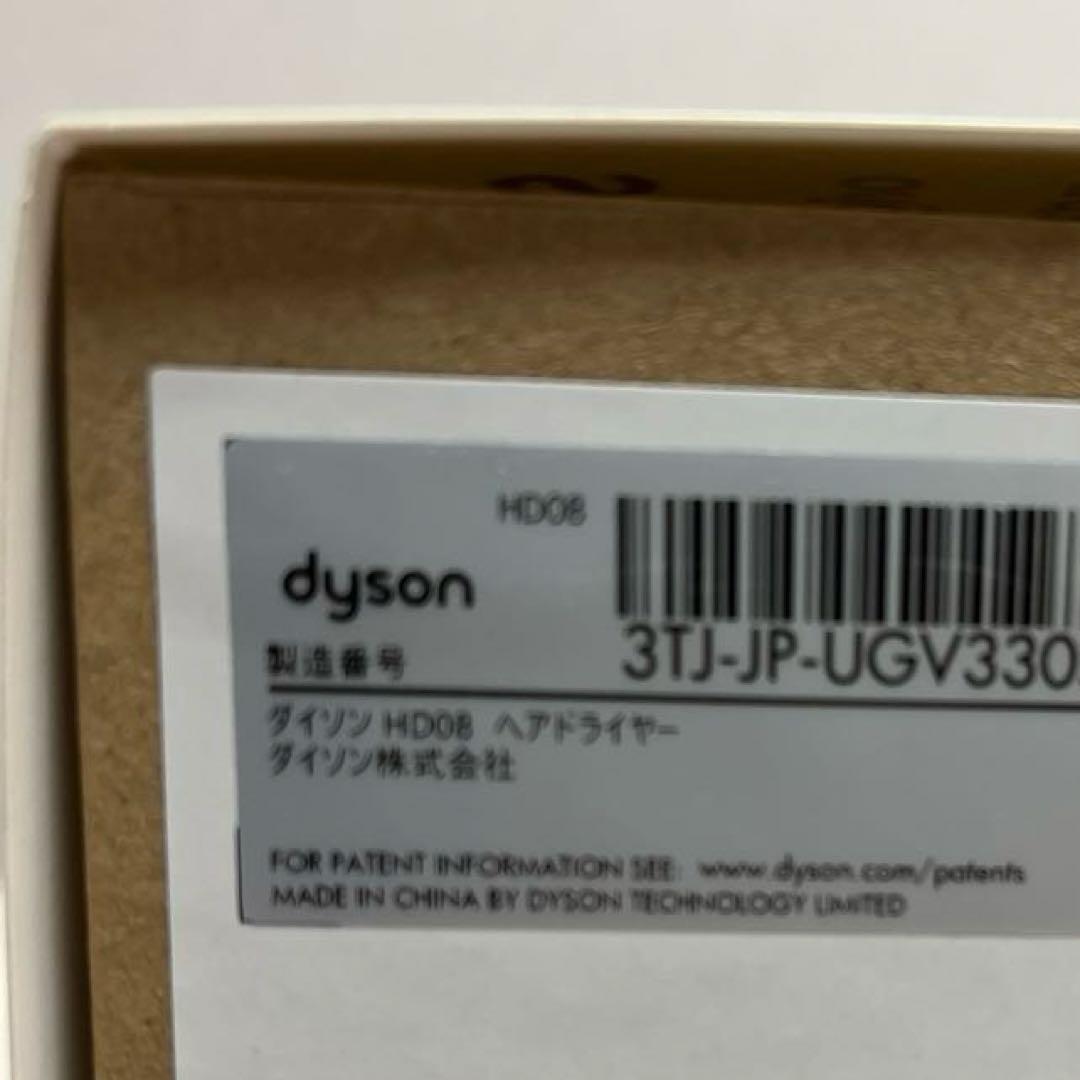 HD08
dyson
製造番号
3TJ-JP-UGV330
ダイソン HD08 ヘアドライヤー
ダイソン株式会社
FOR PATENT INFORMATION SEE: www.dyson.com/patents
MADE IN CHINA BY DYSON TECHNOLOGY LIMITED